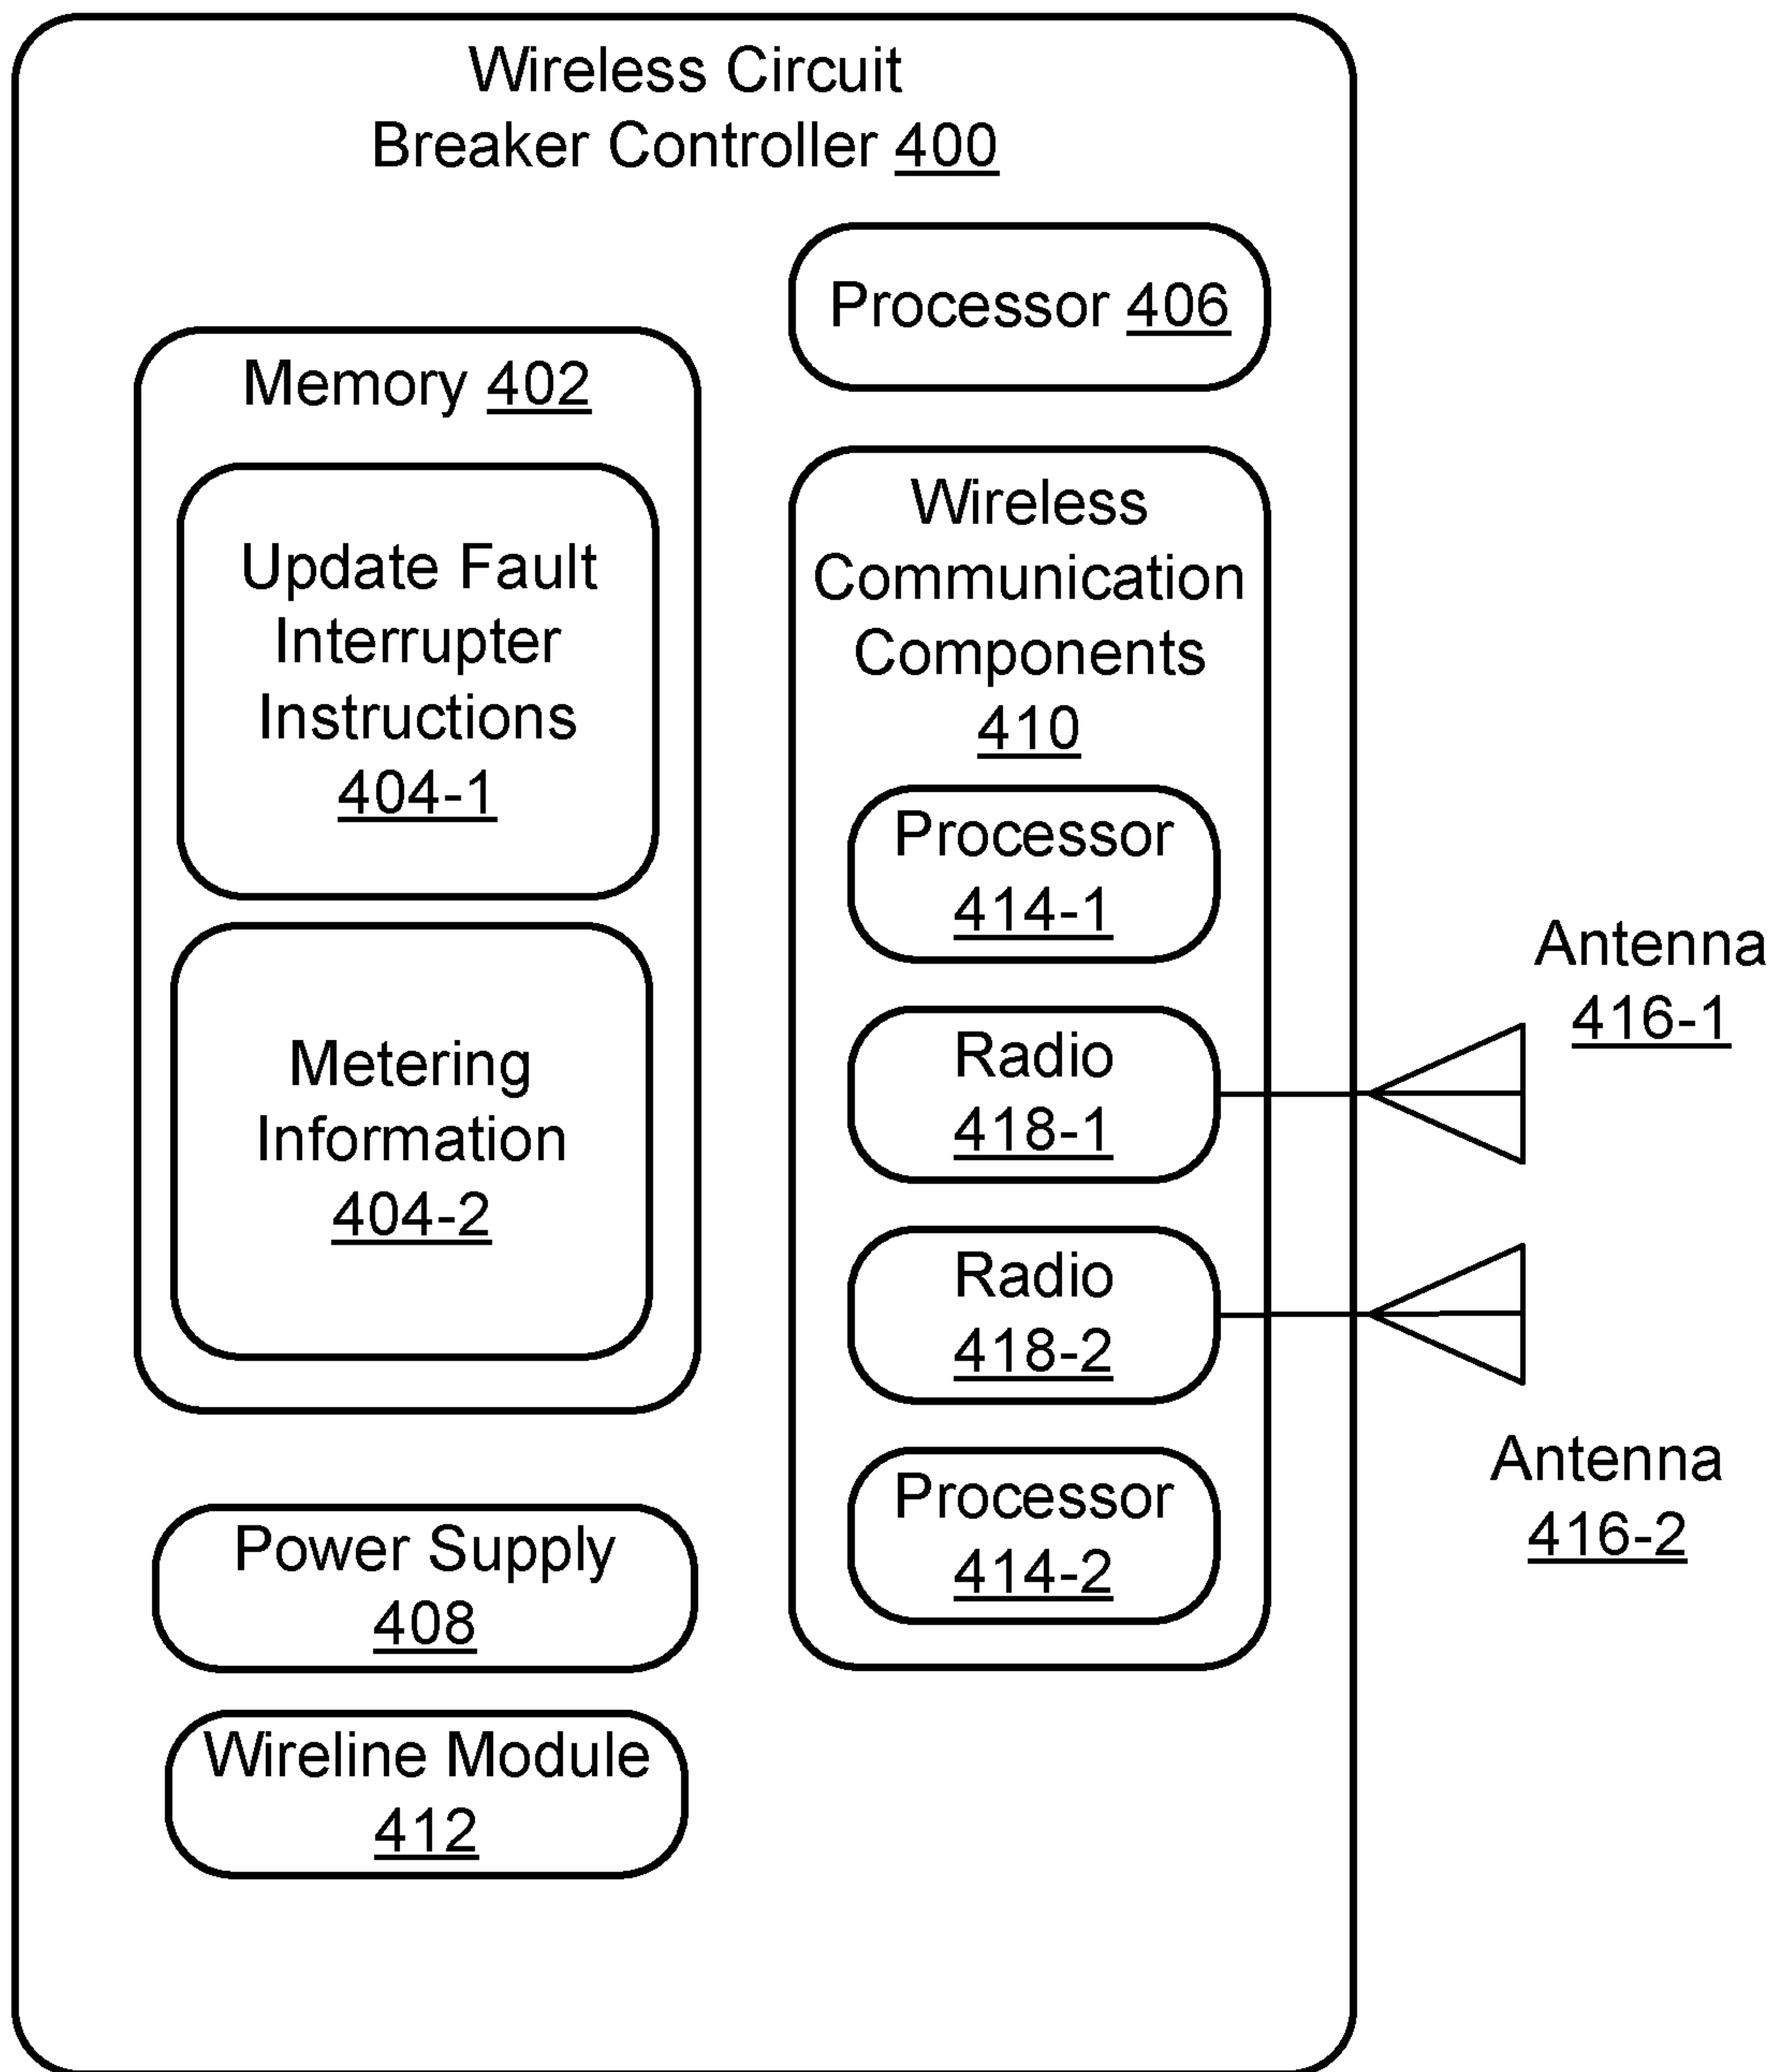 Wireless Circuit
Breaker Controller 400
Processor 406
Memory 402
Update Fault
Interrupter
Instructions
404-1
Metering
Information
404-2
Power Supply
408
Wireline Module
412
Wireless
Communication
Components
410
Processor
414-1
Radio
418-1
Radio
418-2
Processor
414-2
Antenna
416-1
Antenna
416-2